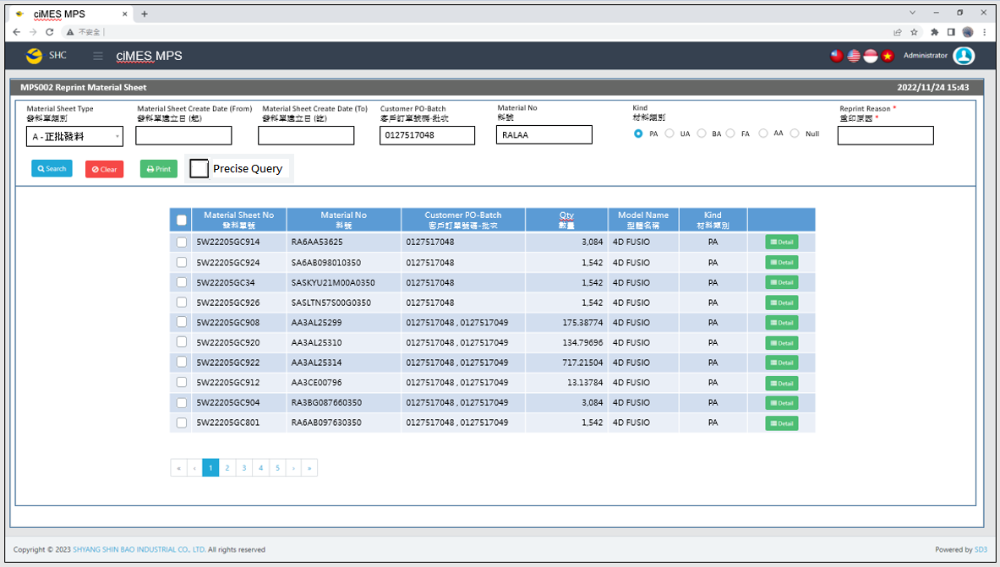 ciMES MPS
不安全
SHC
ciMES MPS
Administrator
MPS002 Reprint Material Sheet
2022/11/24 15:43
Material Sheet Type
發料單類別
A - 正批發料
Material Sheet Create Date (From)
發料單建立日 (起)
Material Sheet Create Date (To)
發料單建立日 (迄)
Customer PO-Batch
客戶訂單號碼-批次
0127517048
Material No
料號
RALAA
Kind
材料類別
PA UA BA FA AA Null
Reprint Reason *
重印原因 *
Search
Clear
Print
Precise Query
Material Sheet No Material No Customer PO-Batch Qty Model Name Kind
發料單號 料號 客戶訂單號碼-批次 數量 型體名稱 材料類別
5W22205GC914 RA6AA53625 0127517048 3,084 4D FUSIO PA Detail
5W22205GC924 SA6AB098010350 0127517048 1,542 4D FUSIO PA Detail
5W22205GC34 SASKYU21M00A0350 0127517048 1,542 4D FUSIO PA Detail
5W22205GC926 SASLTN57S00G0350 0127517048 1,542 4D FUSIO PA Detail
5W22205GC908 AA3AL25299 0127517048 , 0127517049 175.38774 4D FUSIO PA Detail
5W22205GC920 AA3AL25310 0127517048 , 0127517049 134.79696 4D FUSIO PA Detail
5W22205GC922 AA3AL25314 0127517048 , 0127517049 717.21504 4D FUSIO PA Detail
5W22205GC912 AA3CE00796 0127517048 , 0127517049 13.13784 4D FUSIO PA Detail
5W22205GC904 RA3BG087660350 0127517048 , 0127517049 3,084 4D FUSIO PA Detail
5W22205GC801 RA6AB097630350 0127517048 , 0127517049 1,542 4D FUSIO PA Detail
« ‹ 1 2 3 4 5 › »
Copyright © 2023 SHYANG SHIN BAO INDUSTRIAL CO., LTD. All rights reserved
Powered by SD3